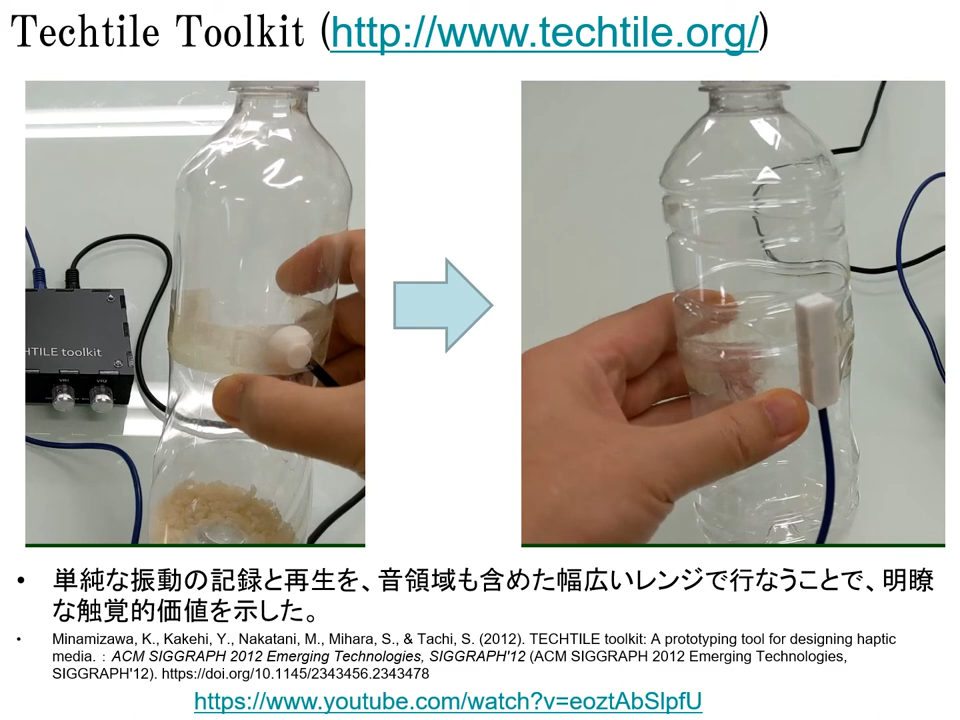 Techtile Toolkit (http://www.techtile.org/)
HTILE toolkit
VR1 VR2
• 単純な振動の記録と再生を、音領域も含めた幅広いレンジで行なうことで、明瞭
な触覚的価値を示した。
• Minamizawa, K., Kakehi, Y., Nakatani, M., Mihara, S., & Tachi, S. (2012). TECHTILE toolkit: A prototyping tool for designing haptic
media. : ACM SIGGRAPH 2012 Emerging Technologies, SIGGRAPH'12 (ACM SIGGRAPH 2012 Emerging Technologies,
SIGGRAPH'12). https://doi.org/10.1145/2343456.2343478
https://www.youtube.com/watch?v=eoztAbSlpfU